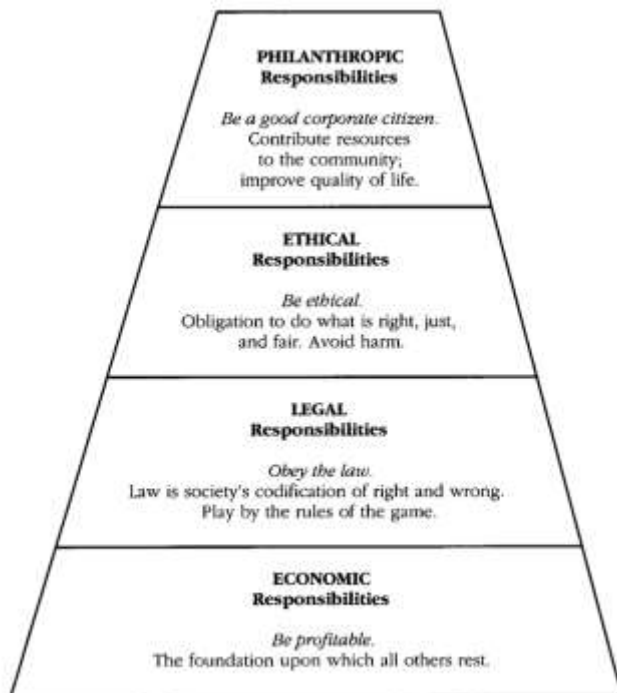 PHILANTHROPIC
Responsibilities
Be a good corporate citizen.
Contribute resources
to the community;
improve quality of life.
ETHICAL
Responsibilities
Be ethical.
Obligation to do what is right, just,
and fair. Avoid harm.
LEGAL
Responsibilities
Obey the law.
Law is society's codification of right and wrong.
Play by the rules of the game.
ECONOMIC
Responsibilities
Be profitable.
The foundation upon which all others rest.